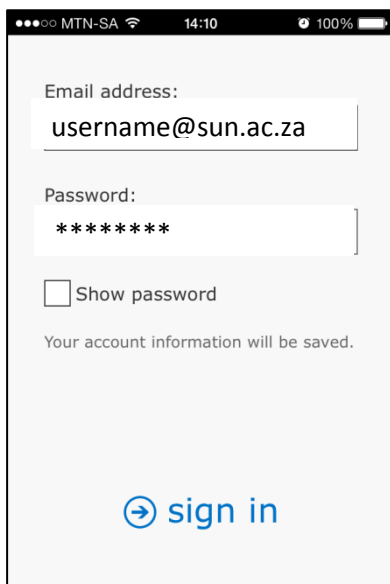 MTN-SA 14:10 100%
Email address:
username@sun.ac.za
Password:
********
Show password
Your account information will be saved.
sign in